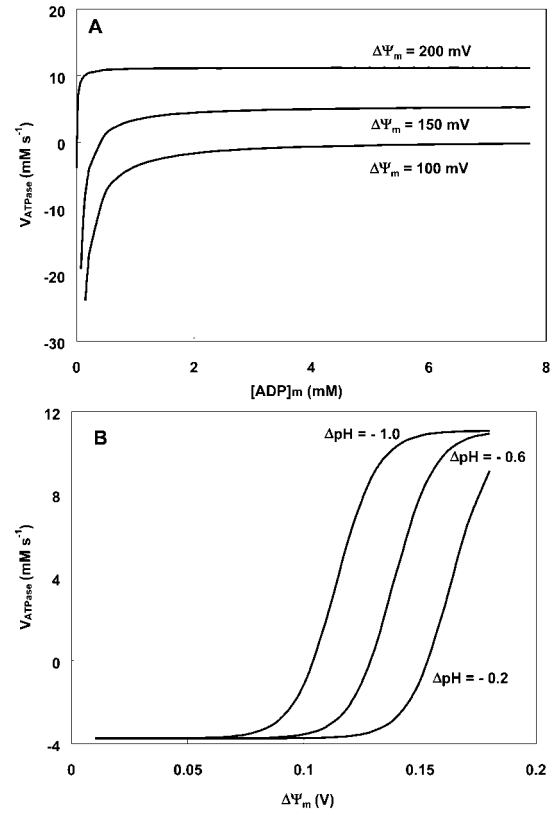 A
20
10
0
-10
-20
-30
V_ATPase (mM s⁻¹)
ΔΨₘ = 200 mV
ΔΨₘ = 150 mV
ΔΨₘ = 100 mV
0 2 4 6 8
[ADP]m (mM)
B
12
8
4
0
-4
V_ATPase (mM s⁻¹)
ΔpH = - 1.0
ΔpH = - 0.6
ΔpH = - 0.2
0 0.05 0.1 0.15 0.2
ΔΨₘ (V)